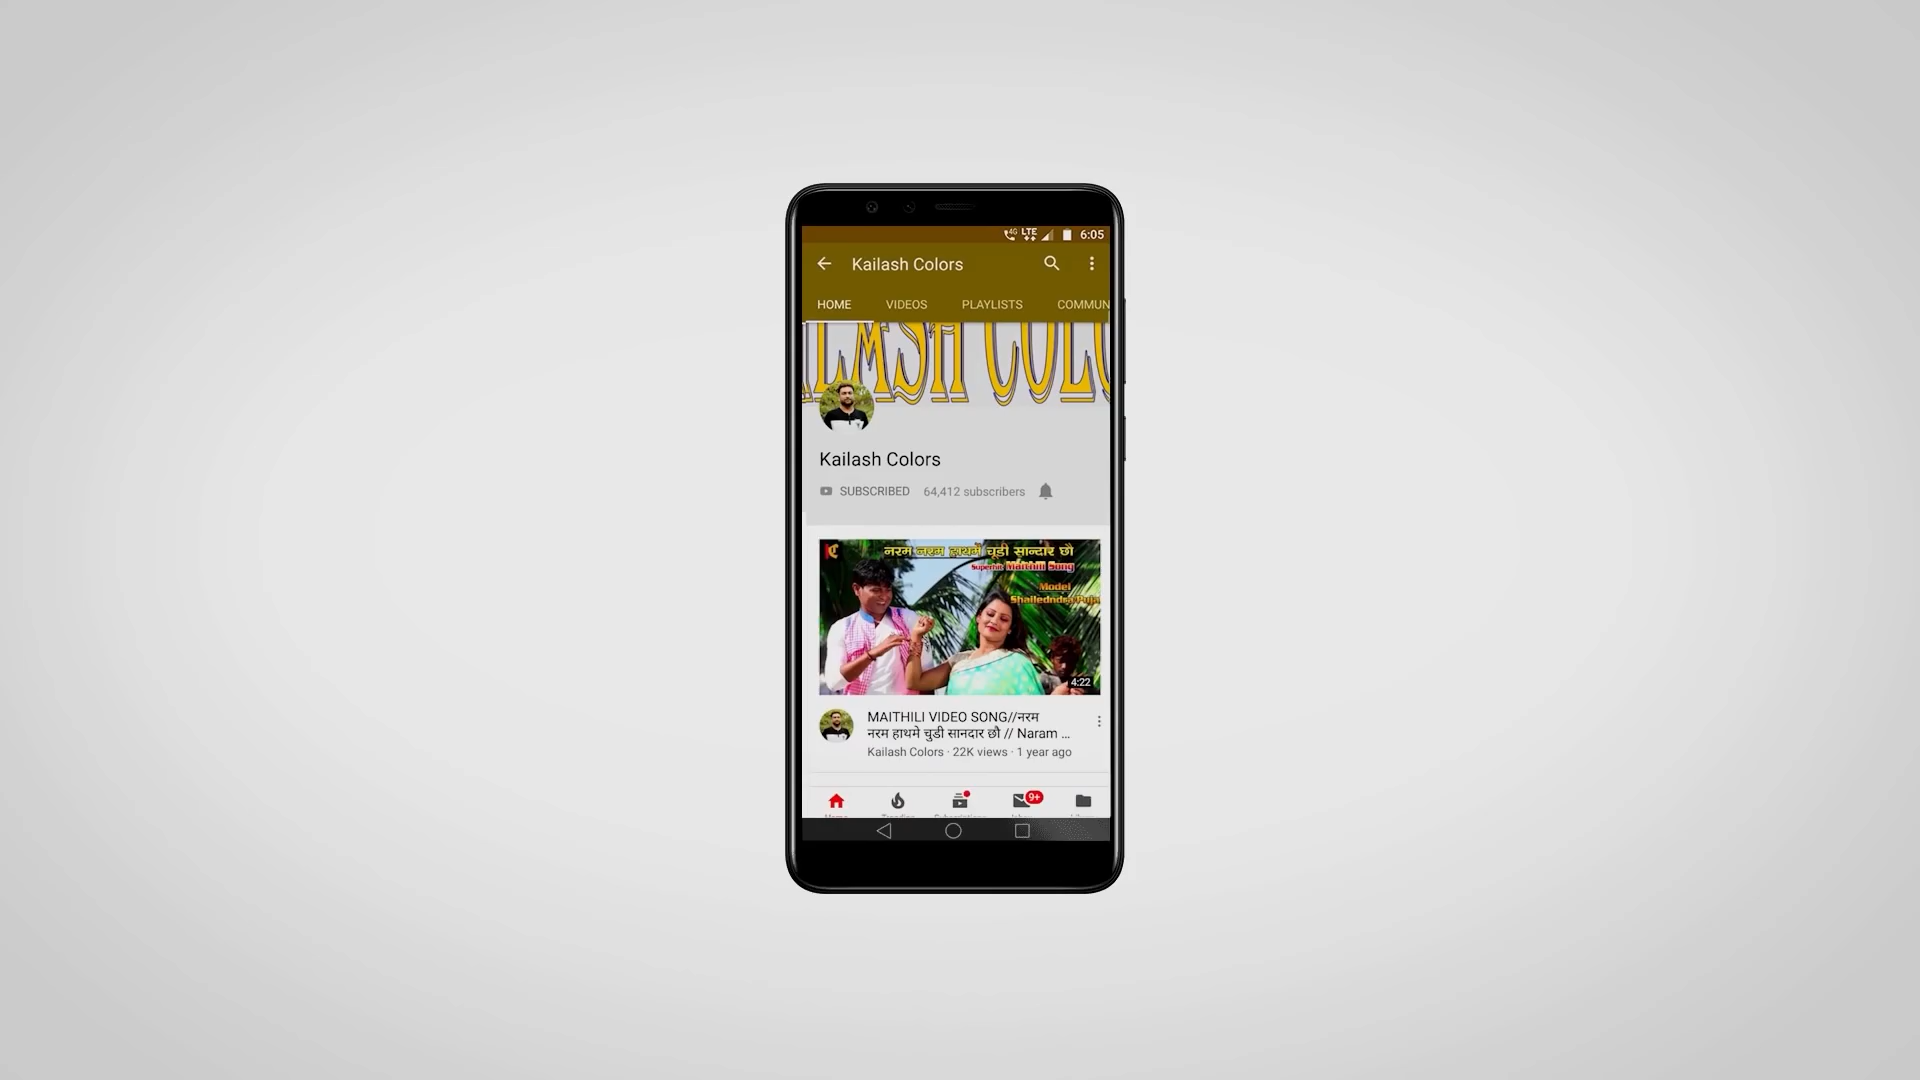 4G LTE 6:05
Kailash Colors
HOME VIDEOS PLAYLISTS COMMUN
Kailash Colors
SUBSCRIBED 64,412 subscribers
नरम नरम हाथमे चूडी सान्दार छौ
Superhit Maithili Song
Model
4:22
MAITHILI VIDEO SONG//नरम
नरम हाथमे चुडी सानदार छौ // Naram ...
Kailash Colors · 22K views · 1 year ago
9+